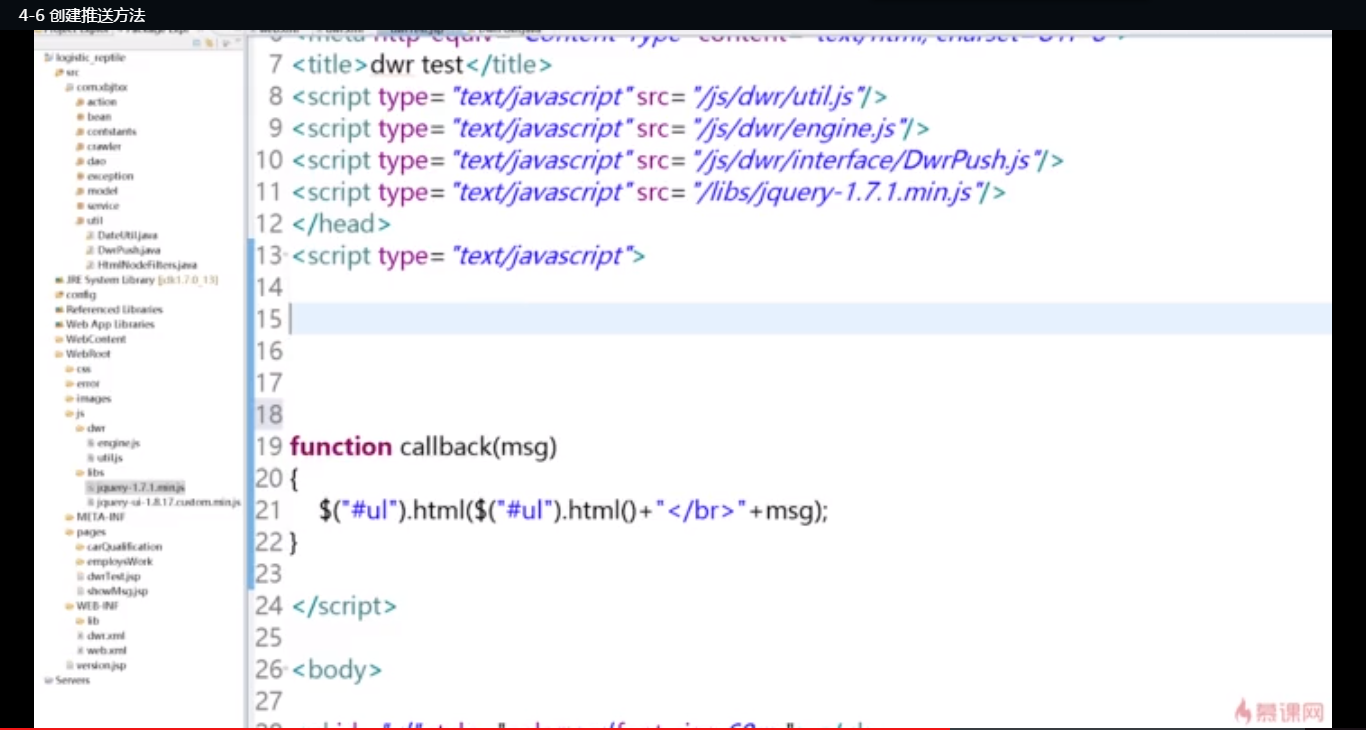 4-6 创建推送方法
logistic_reptile
src
com.xbjtxx
action
bean
contstants
crawler
dao
exception
model
service
util
DateUtil.java
DwrPush.java
HtmlNodeFilters.java
JRE System Library [jdk1.7.0_13]
config
Referenced Libraries
Web App Libraries
WebContent
WebRoot
css
error
images
js
dwr
engine.js
util.js
libs
jquery-1.7.1.min.js
jquery-ui-1.8.17.custom.min.js
META-INF
pages
carQualification
employsWork
dwrTest.jsp
showMsg.jsp
WEB-INF
lib
dwr.xml
web.xml
version.jsp
Servers
7 <title>dwr test</title>
8 <script type="text/javascript" src="/js/dwr/util.js"/>
9 <script type="text/javascript" src="/js/dwr/engine.js"/>
10 <script type="text/javascript" src="/js/dwr/interface/DwrPush.js"/>
11 <script type="text/javascript" src="/libs/jquery-1.7.1.min.js"/>
12 </head>
13 <script type="text/javascript">
14
15
16
17
18
19 function callback(msg)
20 {
21 $("#ul").html($("#ul").html()+"</br>"+msg);
22 }
23
24 </script>
25
26 <body>
27
慕课网